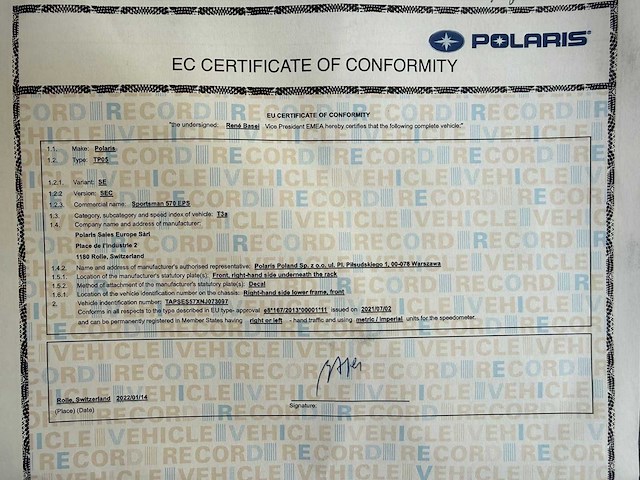 POLARIS
EC CERTIFICATE OF CONFORMITY
EU CERTIFICATE OF CONFORMITY
"the undersigned: René Basei Vice President EMEA hereby certifies that the following complete vehicle:"
1.1. Make: Polaris
1.2. Type: TP05
1.2.1. Variant: SE
1.2.2 Version: SEC
1.2.3. Commercial name: Sportsman 570 EPS
1.3. Category, subcategory and speed index of vehicle: T3a
1.4. Company name and address of manufacturer:
Polaris Sales Europe Sàrl
Place de l'Industrie 2
1180 Rolle, Switzerland
1.4.2. Name and address of manufacturer's authorised representative: Polaris Poland Sp. z o.o, ul. Pl. Piłsudskiego 1, 00-078 Warszawa
1.5.1. Location of the manufacturer's statutory plate(s): Front, right-hand side underneath the rack
1.5.2. Method of attachment of the manufacturer's statutory plate(s): Decal
1.6.1. Location of the vehicle identification number on the chassis: Right-hand side lower frame, front
2. Vehicle indentification number: TAPSES57XNJ073097
Conforms in all respects to the type described in EU type- approval e5*167/2013*00001*11 issued on 2021/07/02
and can be permanently registered in Member States having right or left - hand traffic and using metric / Imperial units for the speedometer.
Rolle, Switzerland 2022/01/14
(Place) (Date)
Signature: